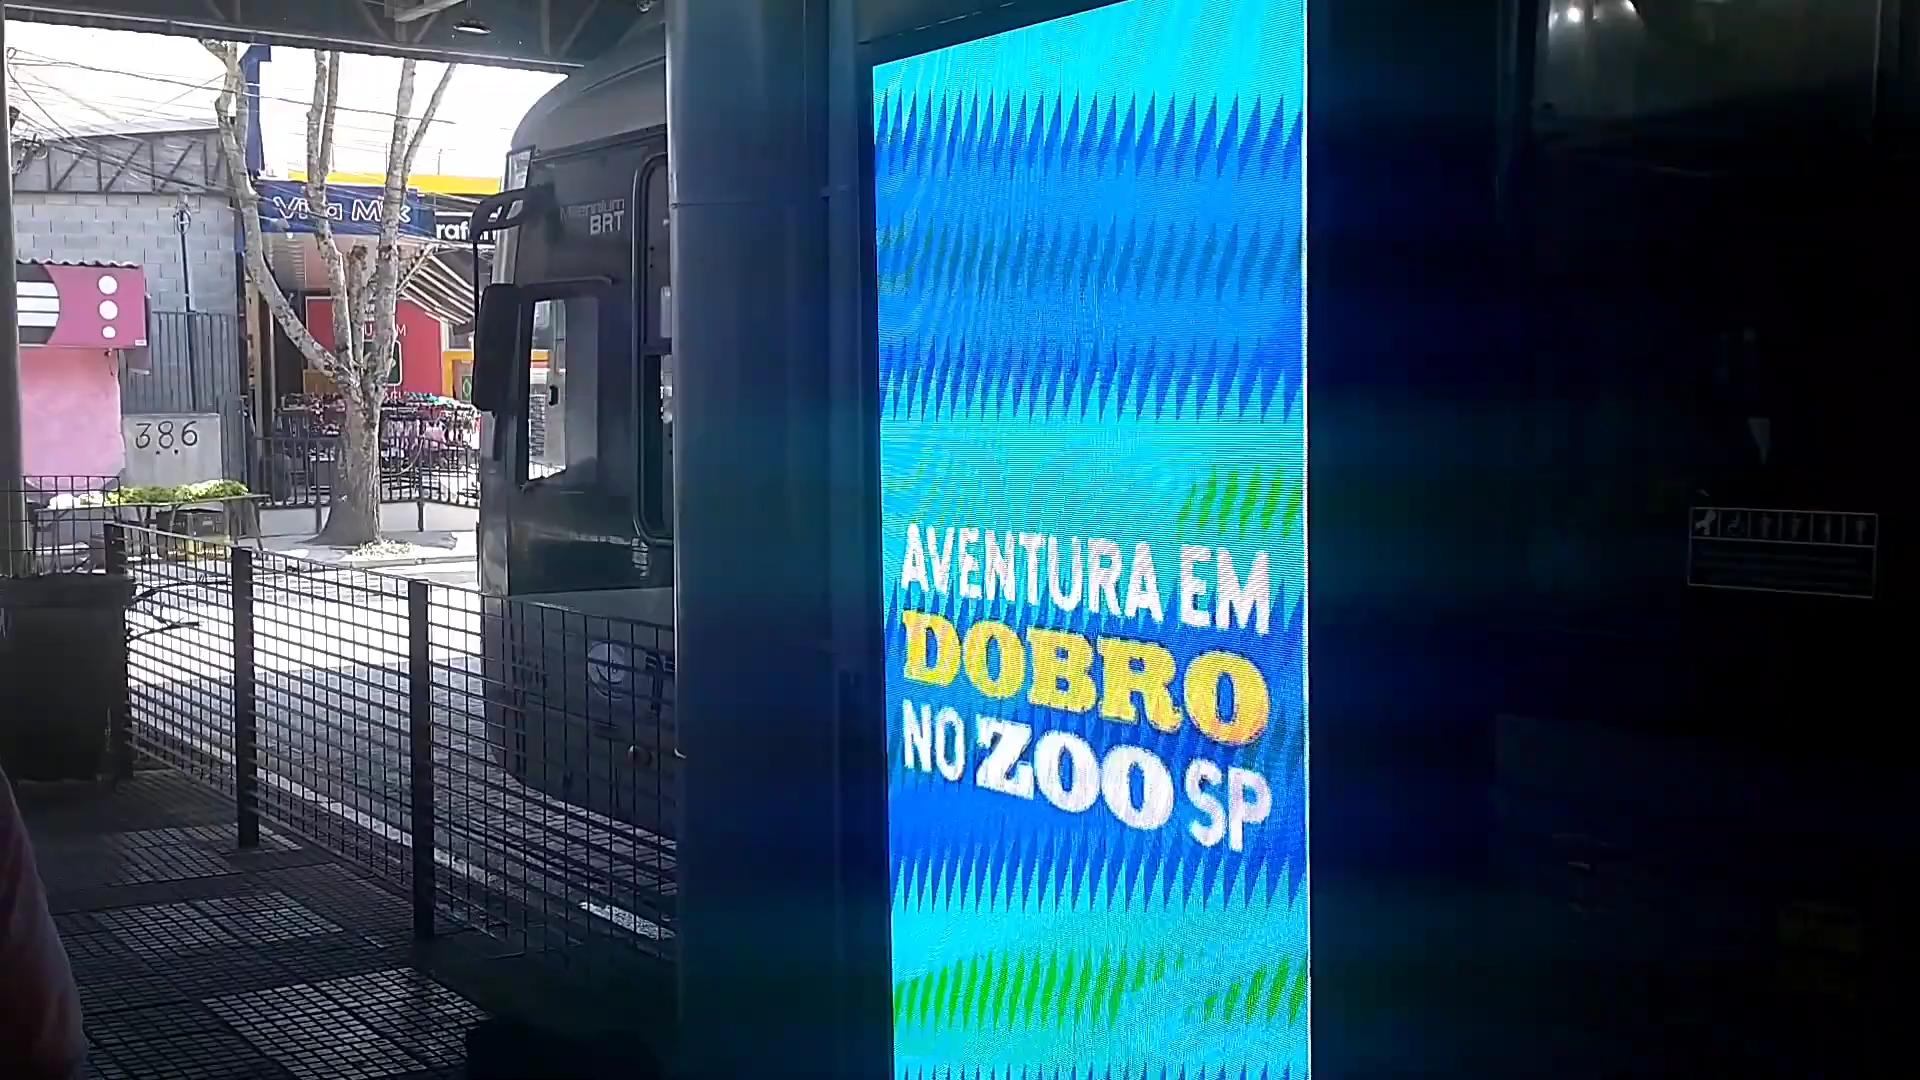 Millennium
BRT
386
AVENTURA EM
DOBRO
NO ZOO SP